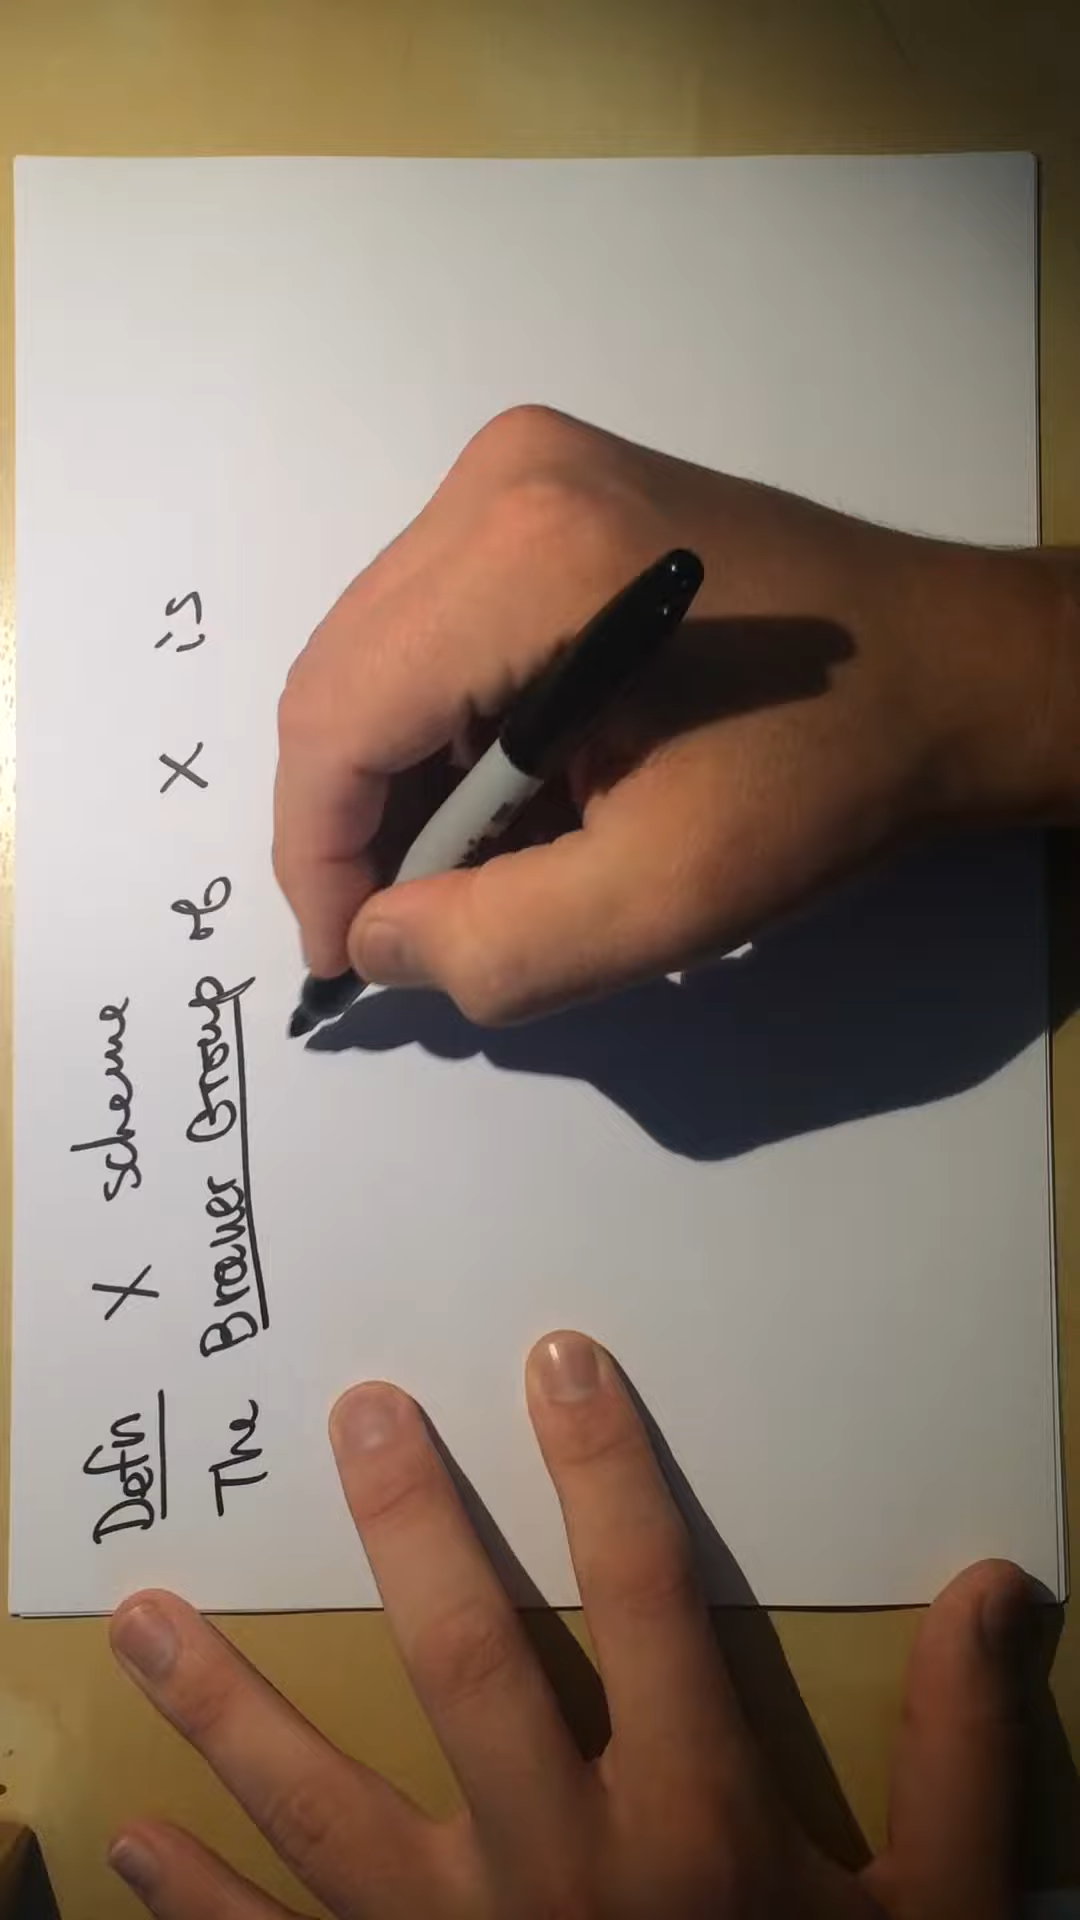 Defn X scheme
The Brauer Group of X is